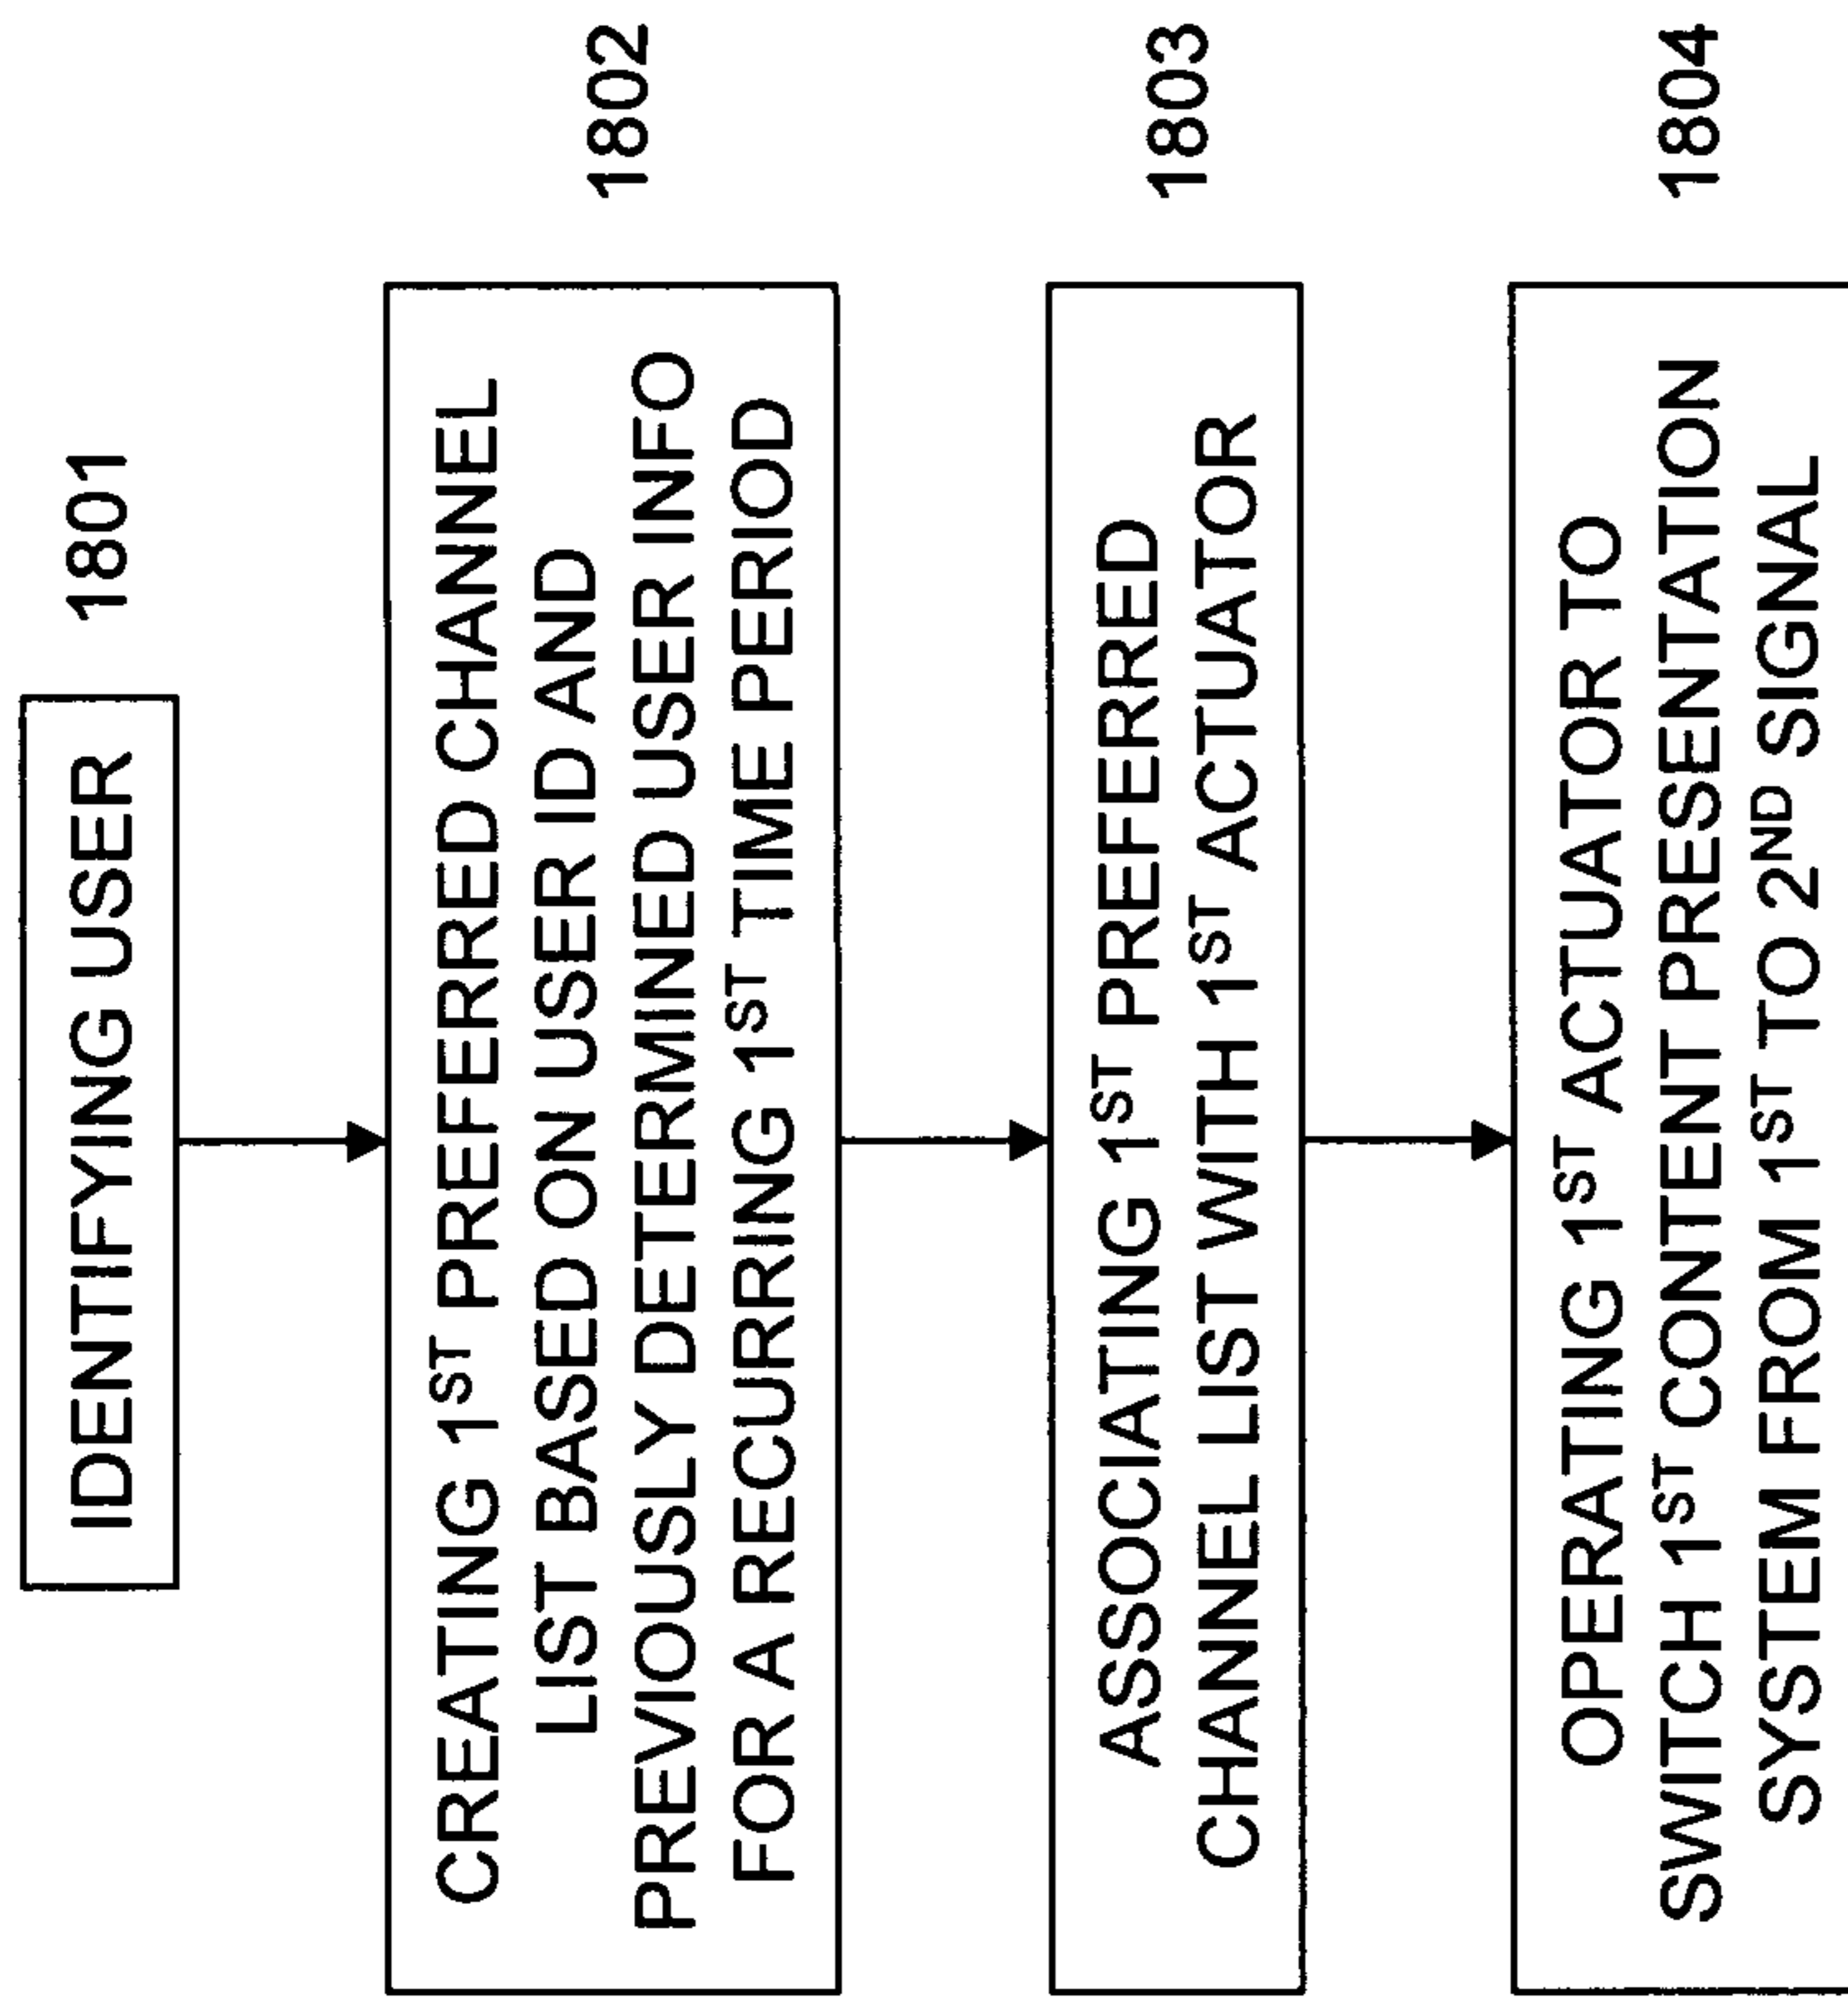 IDENTIFYING USER
1801
CREATING 1ST PREFERRED CHANNEL
LIST BASED ON USER ID AND
PREVIOUSLY DETERMINED USER INFO
FOR A RECURRING 1ST TIME PERIOD
1802
ASSOCIATING 1ST PREFERRED
CHANNEL LIST WITH 1ST ACTUATOR
1803
OPERATING 1ST ACTUATOR TO
SWITCH 1ST CONTENT PRESENTATION
SYSTEM FROM 1ST TO 2ND SIGNAL
1804